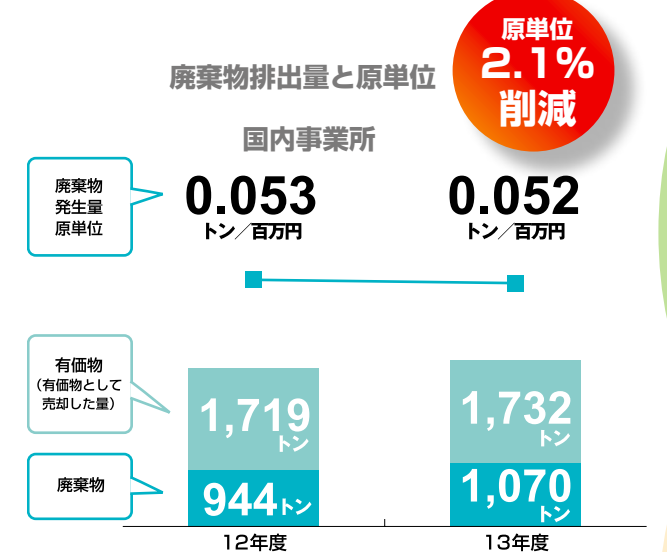 原単位
2.1%
削減
廃棄物排出量と原単位
国内事業所
廃棄物
発生量
原単位
0.053
トン／百万円
0.052
トン／百万円
有価物
（有価物として
売却した量）
1,719
トン
1,732
トン
廃棄物
944トン
1,070
トン
12年度
13年度